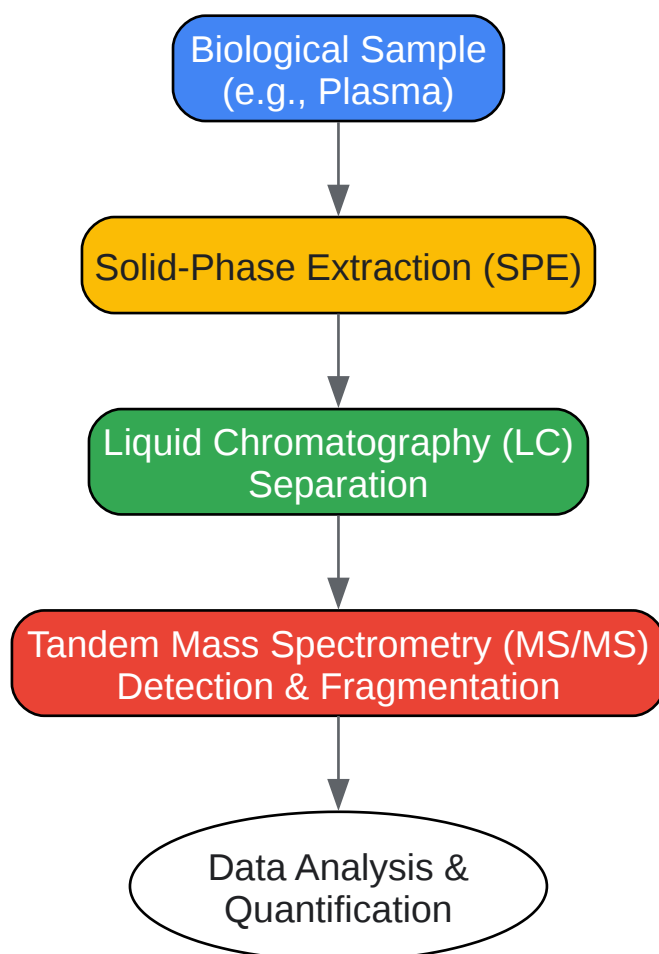 Biological Sample
(e.g., Plasma)
Solid-Phase Extraction (SPE)
Liquid Chromatography (LC)
Separation
Tandem Mass Spectrometry (MS/MS)
Detection & Fragmentation
Data Analysis &
Quantification